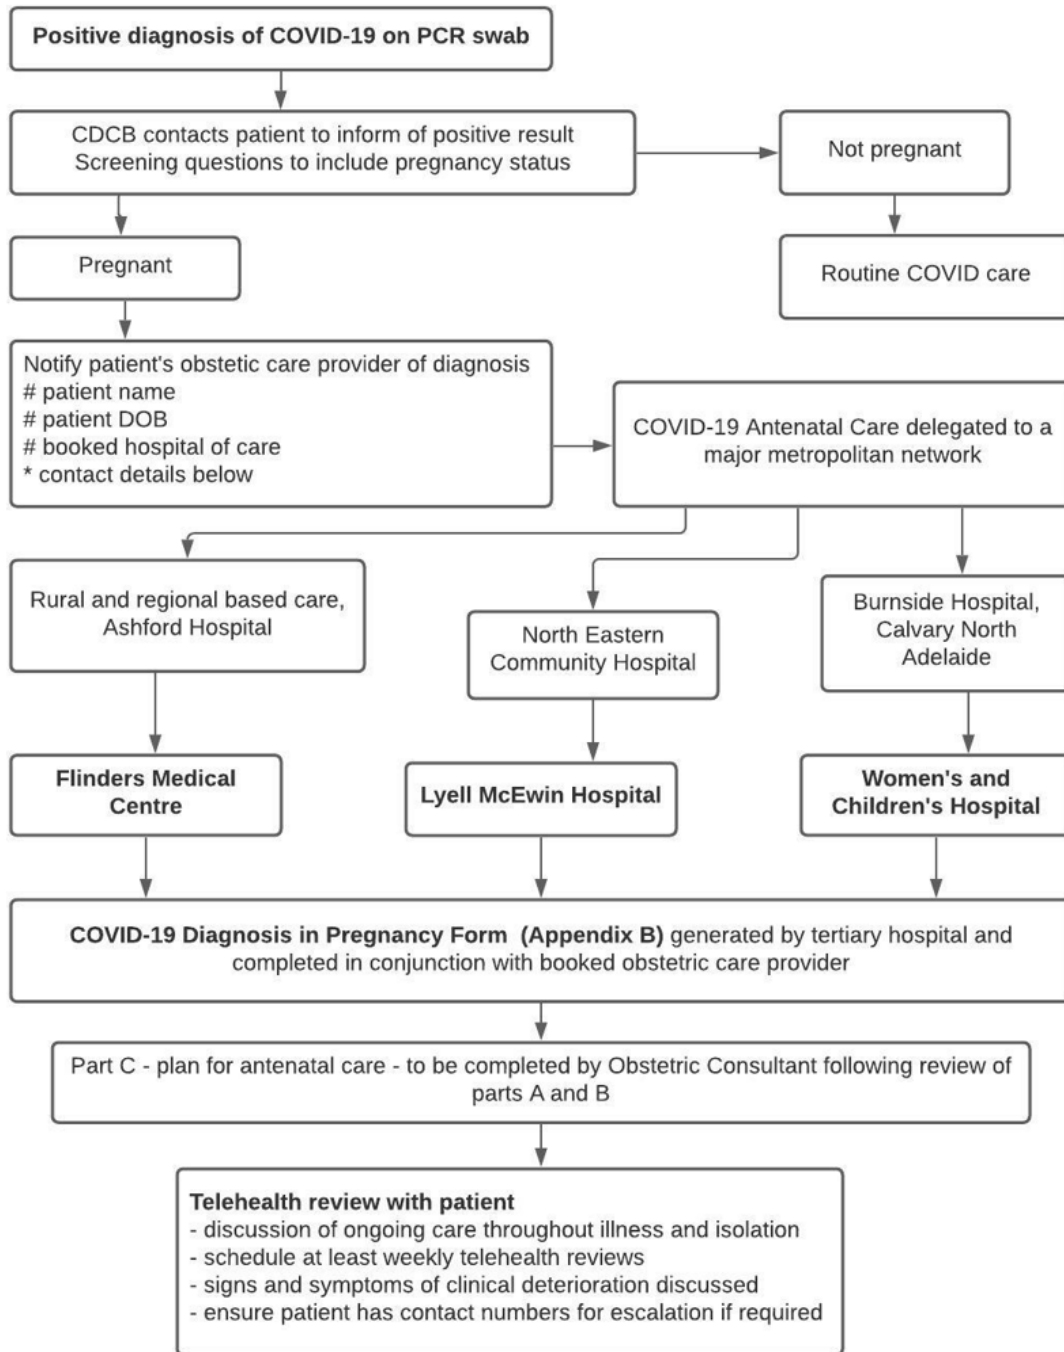 Positive diagnosis of COVID-19 on PCR swab
CDCB contacts patient to inform of positive result
Screening questions to include pregnancy status
Not pregnant
Pregnant
Routine COVID care
Notify patient's obstetic care provider of diagnosis
# patient name
# patient DOB
# booked hospital of care
* contact details below
COVID-19 Antenatal Care delegated to a
major metropolitan network
Rural and regional based care,
Ashford Hospital
North Eastern
Community Hospital
Burnside Hospital,
Calvary North
Adelaide
Flinders Medical
Centre
Lyell McEwin Hospital
Women's and
Children's Hospital
COVID-19 Diagnosis in Pregnancy Form (Appendix B) generated by tertiary hospital and
completed in conjunction with booked obstetric care provider
Part C - plan for antenatal care - to be completed by Obstetric Consultant following review of
parts A and B
Telehealth review with patient
- discussion of ongoing care throughout illness and isolation
- schedule at least weekly telehealth reviews
- signs and symptoms of clinical deterioration discussed
- ensure patient has contact numbers for escalation if required